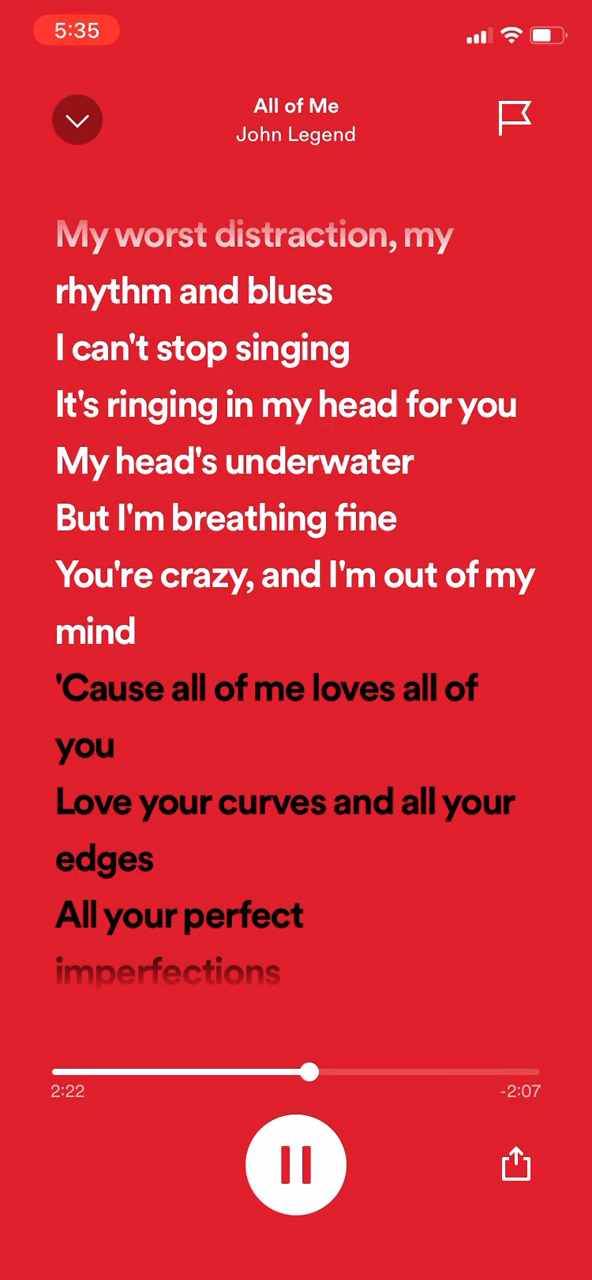 5:35
All of Me
John Legend
My worst distraction, my
rhythm and blues
I can't stop singing
It's ringing in my head for you
My head's underwater
But I'm breathing fine
You're crazy, and I'm out of my
mind
'Cause all of me loves all of
you
Love your curves and all your
edges
All your perfect
imperfections
2:22
-2:07